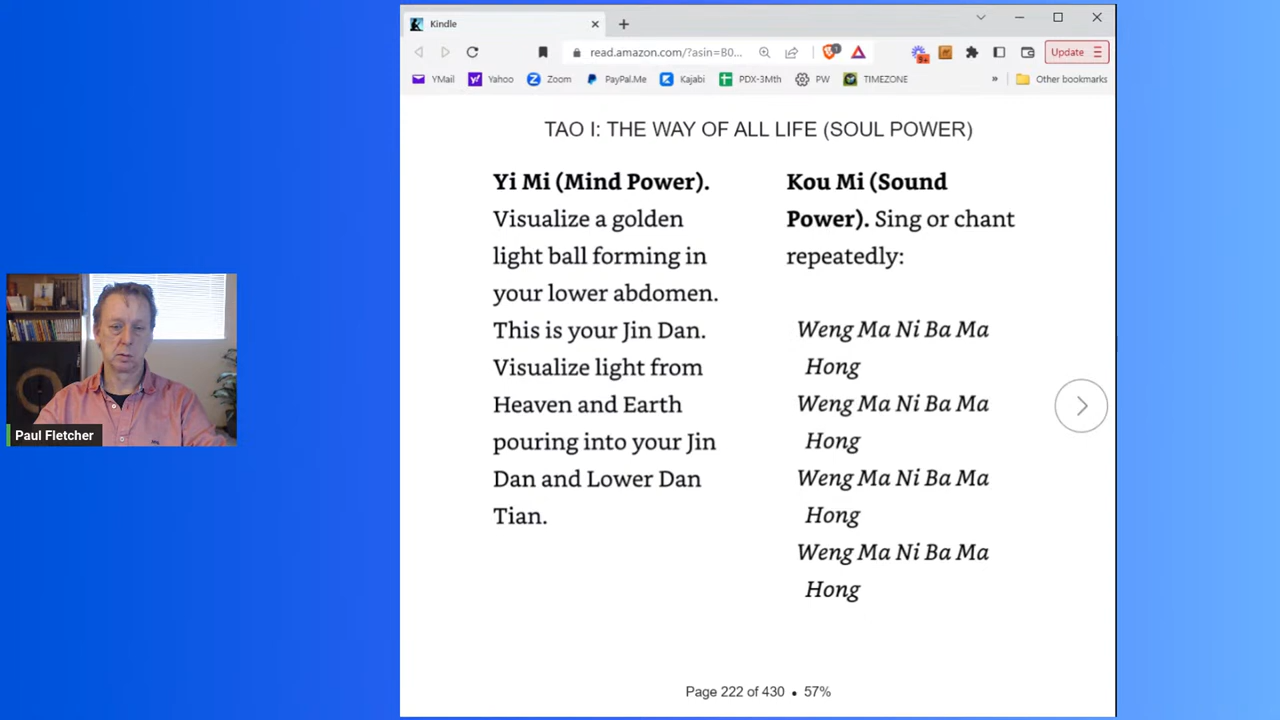 Kindle
read.amazon.com/?asin=B0...
Update
YMail
Yahoo
Zoom
PayPal.Me
Kajabi
PDX-3Mth
PW
TIMEZONE
»
Other bookmarks
TAO I: THE WAY OF ALL LIFE (SOUL POWER)
Yi Mi (Mind Power).
Visualize a golden
light ball forming in
your lower abdomen.
This is your Jin Dan.
Visualize light from
Heaven and Earth
pouring into your Jin
Dan and Lower Dan
Tian.
Kou Mi (Sound
Power). Sing or chant
repeatedly:
Weng Ma Ni Ba Ma
Hong
Weng Ma Ni Ba Ma
Hong
Weng Ma Ni Ba Ma
Hong
Weng Ma Ni Ba Ma
Hong
Page 222 of 430 • 57%
Paul Fletcher